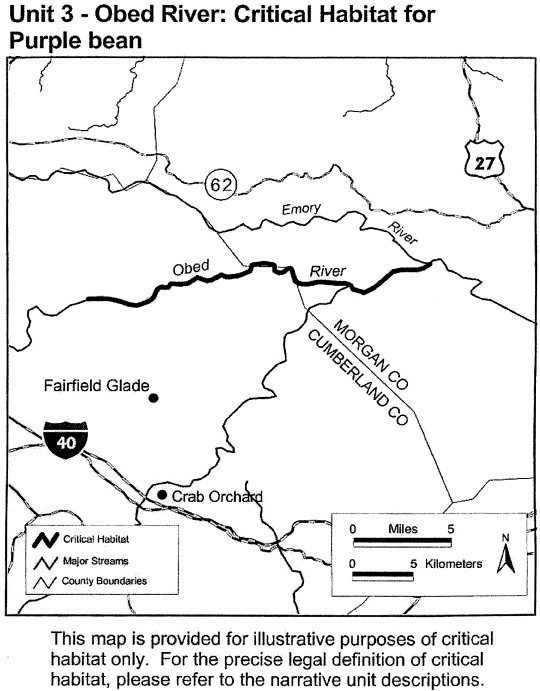 Unit 3 - Obed River: Critical Habitat for
Purple bean
27
62
Emory
River
Obed
River
MORGAN CO
CUMBERLAND CO
Fairfield Glade
40
Crab Orchard
Critical Habitat
Major Streams
County Boundaries
0 Miles 5
0 5 Kilometers
N
This map is provided for illustrative purposes of critical
habitat only. For the precise legal definition of critical
habitat, please refer to the narrative unit descriptions.